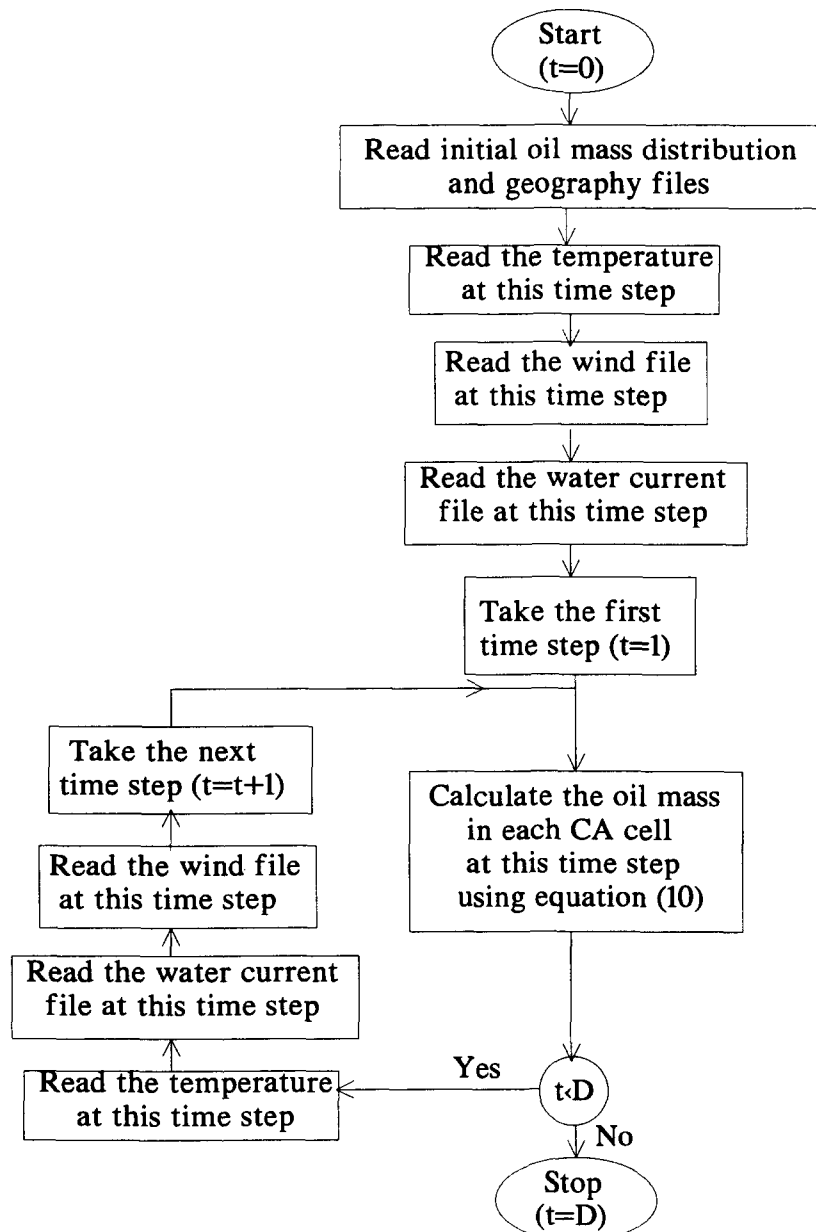 Start
(t=0)
Read initial oil mass distribution
and geography files
Read the temperature
at this time step
Read the wind file
at this time step
Read the water current
file at this time step
Take the first
time step (t=1)
Take the next
time step (t=t+1)
Calculate the oil mass
in each CA cell
at this time step
using equation (10)
Read the wind file
at this time step
Read the water current
file at this time step
Read the temperature
at this time step
Yes
t<D
No
Stop
(t=D)